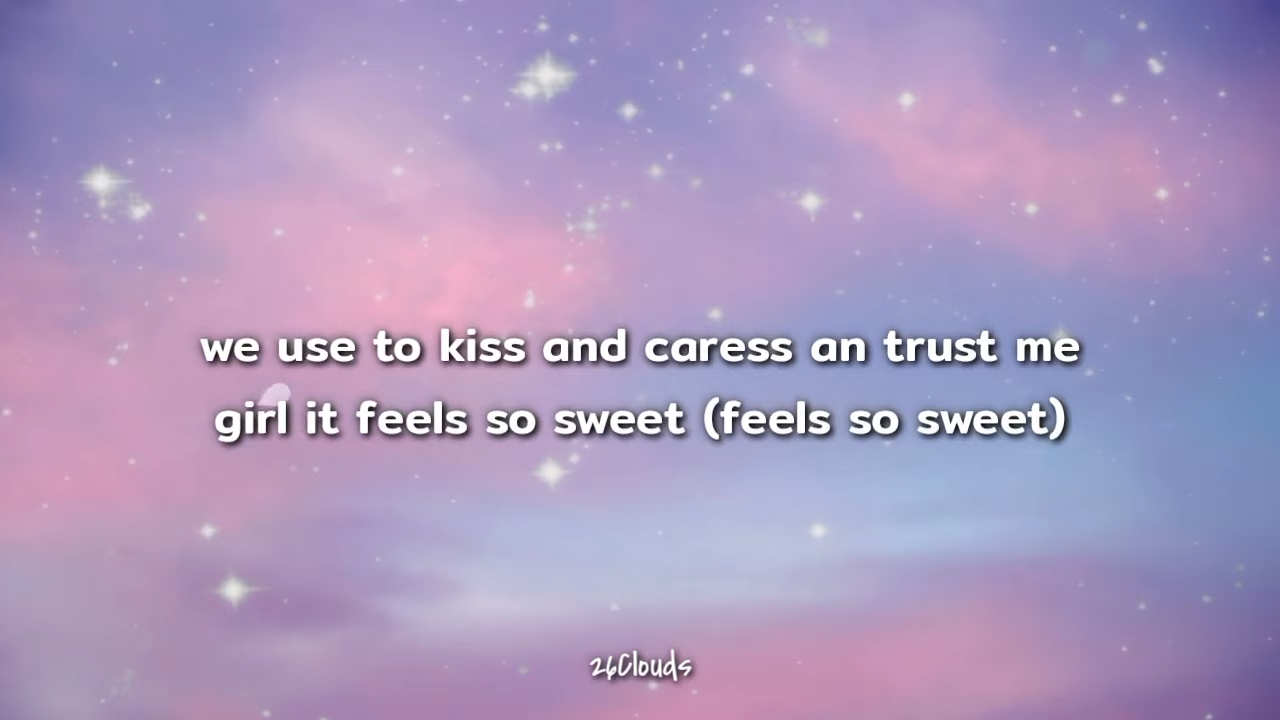 we use to kiss and caress an trust me
girl it feels so sweet (feels so sweet)
26Clouds